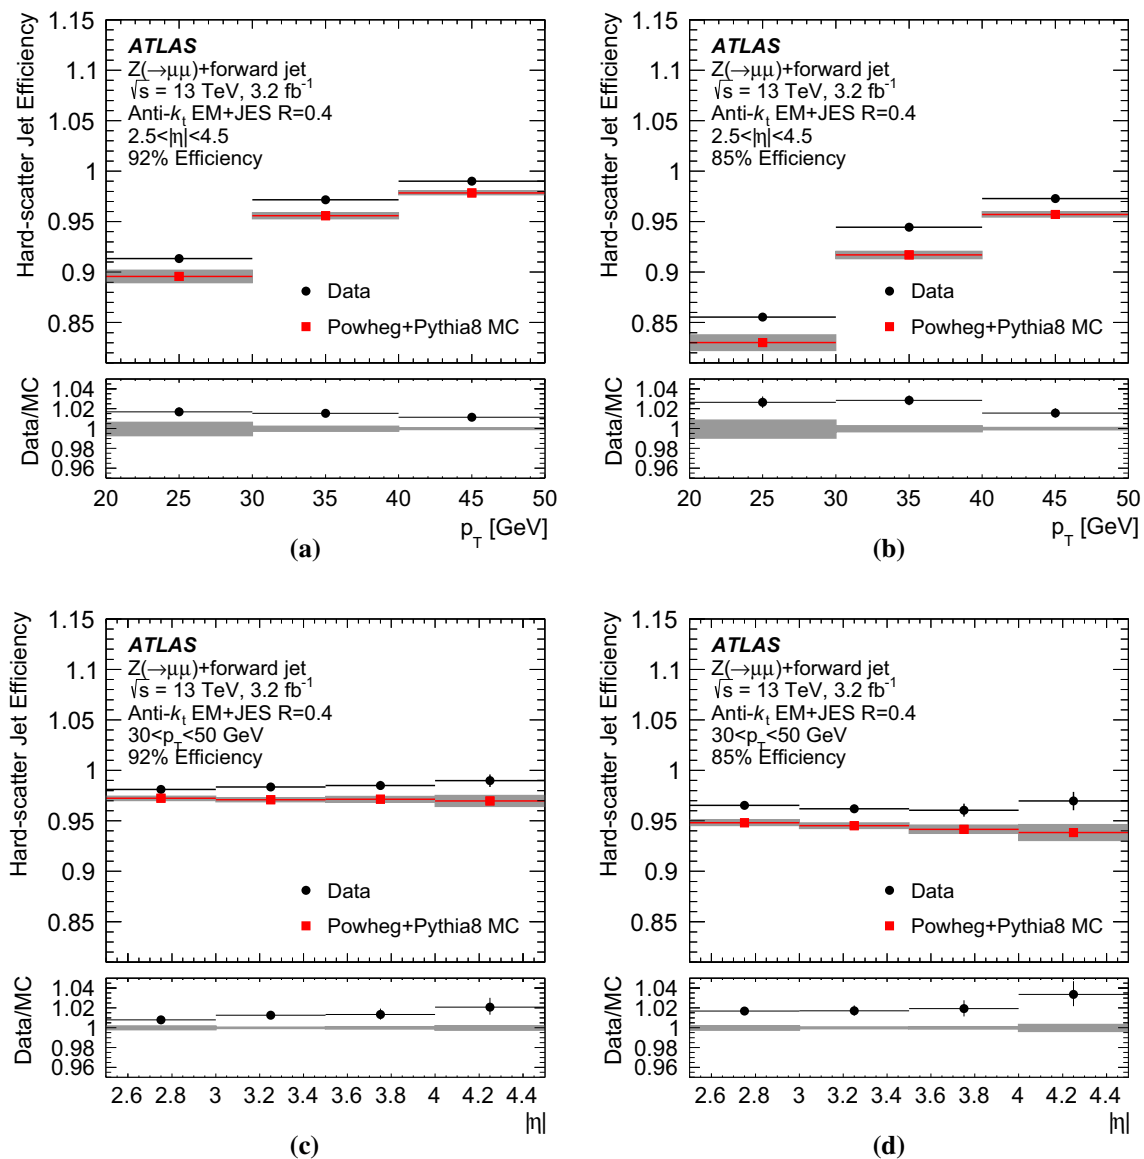 Hard-scatter Jet Efficiency
1.15
1.1
1.05
1
0.95
0.9
0.85
ATLAS
Z(→μμ)+forward jet
√s = 13 TeV, 3.2 fb⁻¹
Anti-kₜ EM+JES R=0.4
2.5<|η|<4.5
92% Efficiency
Data
Powheg+Pythia8 MC
Data/MC
1.04
1.02
1
0.98
0.96
20 25 30 35 40 45 50
p_T [GeV]
(a)
Hard-scatter Jet Efficiency
1.15
1.1
1.05
1
0.95
0.9
0.85
ATLAS
Z(→μμ)+forward jet
√s = 13 TeV, 3.2 fb⁻¹
Anti-kₜ EM+JES R=0.4
2.5<|η|<4.5
85% Efficiency
Data
Powheg+Pythia8 MC
Data/MC
1.04
1.02
1
0.98
0.96
20 25 30 35 40 45 50
p_T [GeV]
(b)
Hard-scatter Jet Efficiency
1.15
1.1
1.05
1
0.95
0.9
0.85
ATLAS
Z(→μμ)+forward jet
√s = 13 TeV, 3.2 fb⁻¹
Anti-kₜ EM+JES R=0.4
30<p_T<50 GeV
92% Efficiency
Data
Powheg+Pythia8 MC
Data/MC
1.04
1.02
1
0.98
0.96
2.6 2.8 3 3.2 3.4 3.6 3.8 4 4.2 4.4
|η|
(c)
Hard-scatter Jet Efficiency
1.15
1.1
1.05
1
0.95
0.9
0.85
ATLAS
Z(→μμ)+forward jet
√s = 13 TeV, 3.2 fb⁻¹
Anti-kₜ EM+JES R=0.4
30<p_T<50 GeV
85% Efficiency
Data
Powheg+Pythia8 MC
Data/MC
1.04
1.02
1
0.98
0.96
2.6 2.8 3 3.2 3.4 3.6 3.8 4 4.2 4.4
|η|
(d)